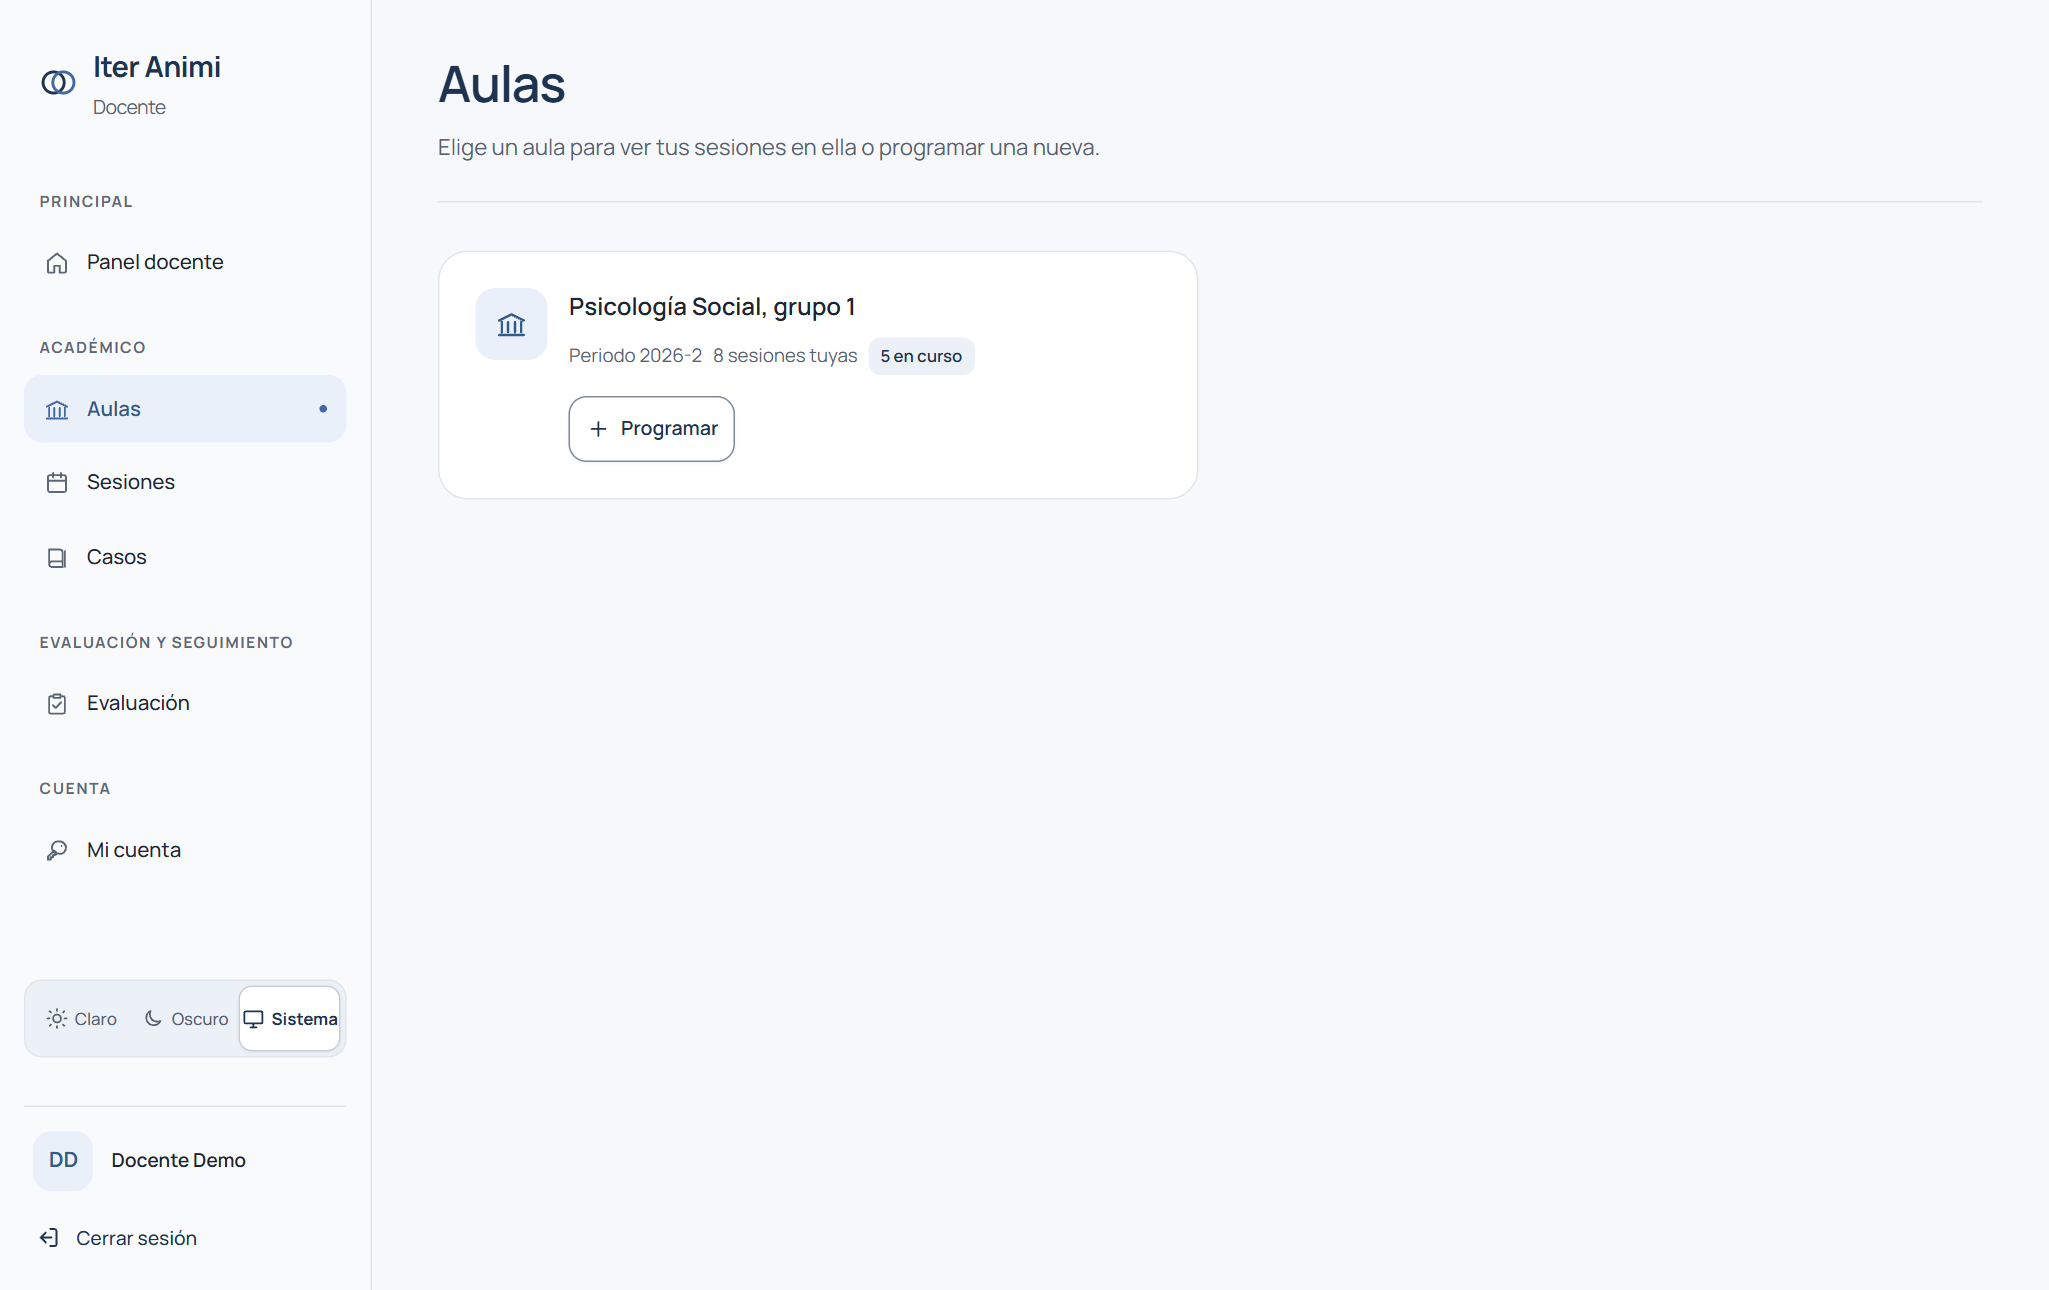 Iter Animi
Docente
PRINCIPAL
Panel docente
ACADÉMICO
Aulas
Sesiones
Casos
EVALUACIÓN Y SEGUIMIENTO
Evaluación
CUENTA
Mi cuenta
Claro Oscuro Sistema
DD Docente Demo
Cerrar sesión
Aulas
Elige un aula para ver tus sesiones en ella o programar una nueva.
Psicología Social, grupo 1
Periodo 2026-2 8 sesiones tuyas 5 en curso
+ Programar